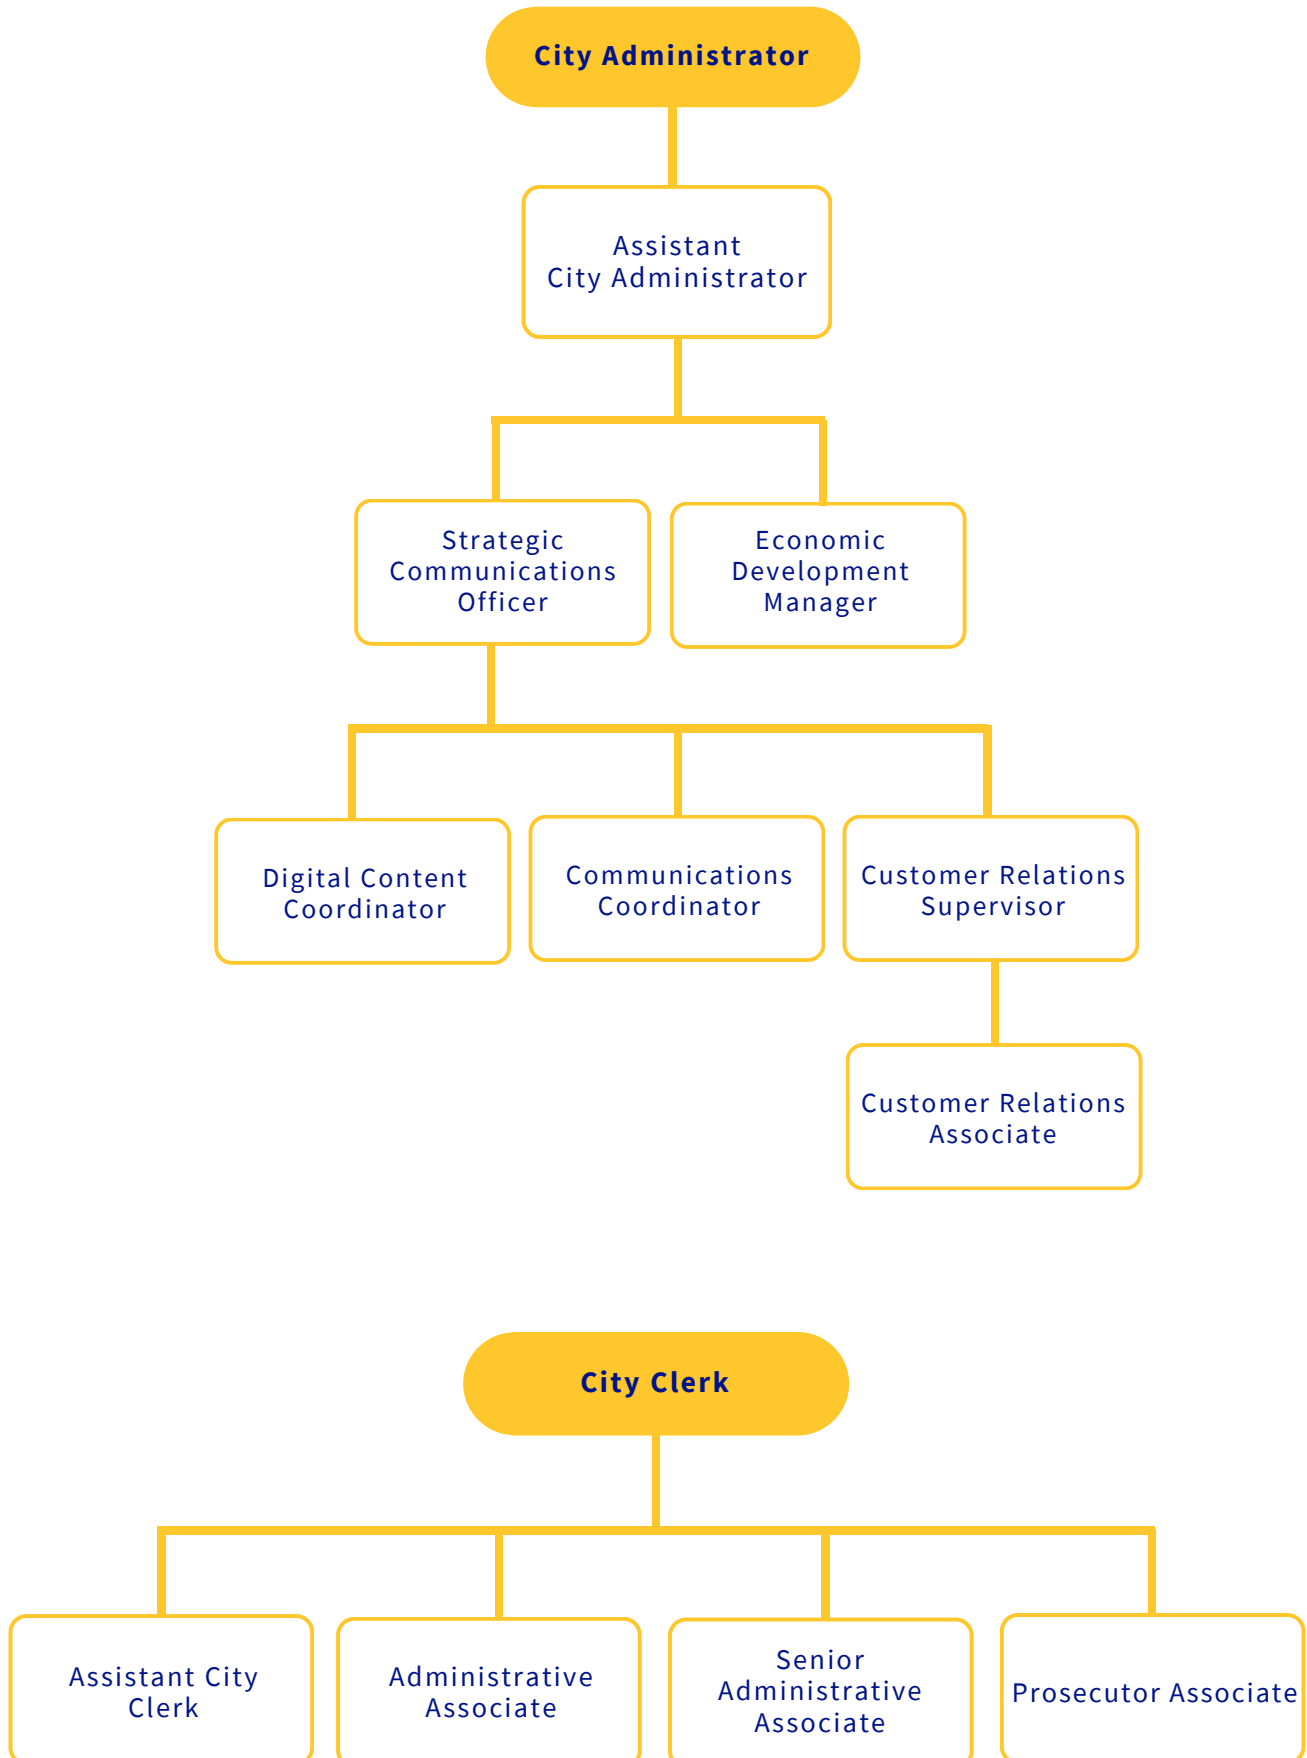 City Administrator
Assistant
City Administrator
Strategic
Communications
Officer
Economic
Development
Manager
Digital Content
Coordinator
Communications
Coordinator
Customer Relations
Supervisor
Customer Relations
Associate
City Clerk
Assistant City
Clerk
Administrative
Associate
Senior
Administrative
Associate
Prosecutor Associate